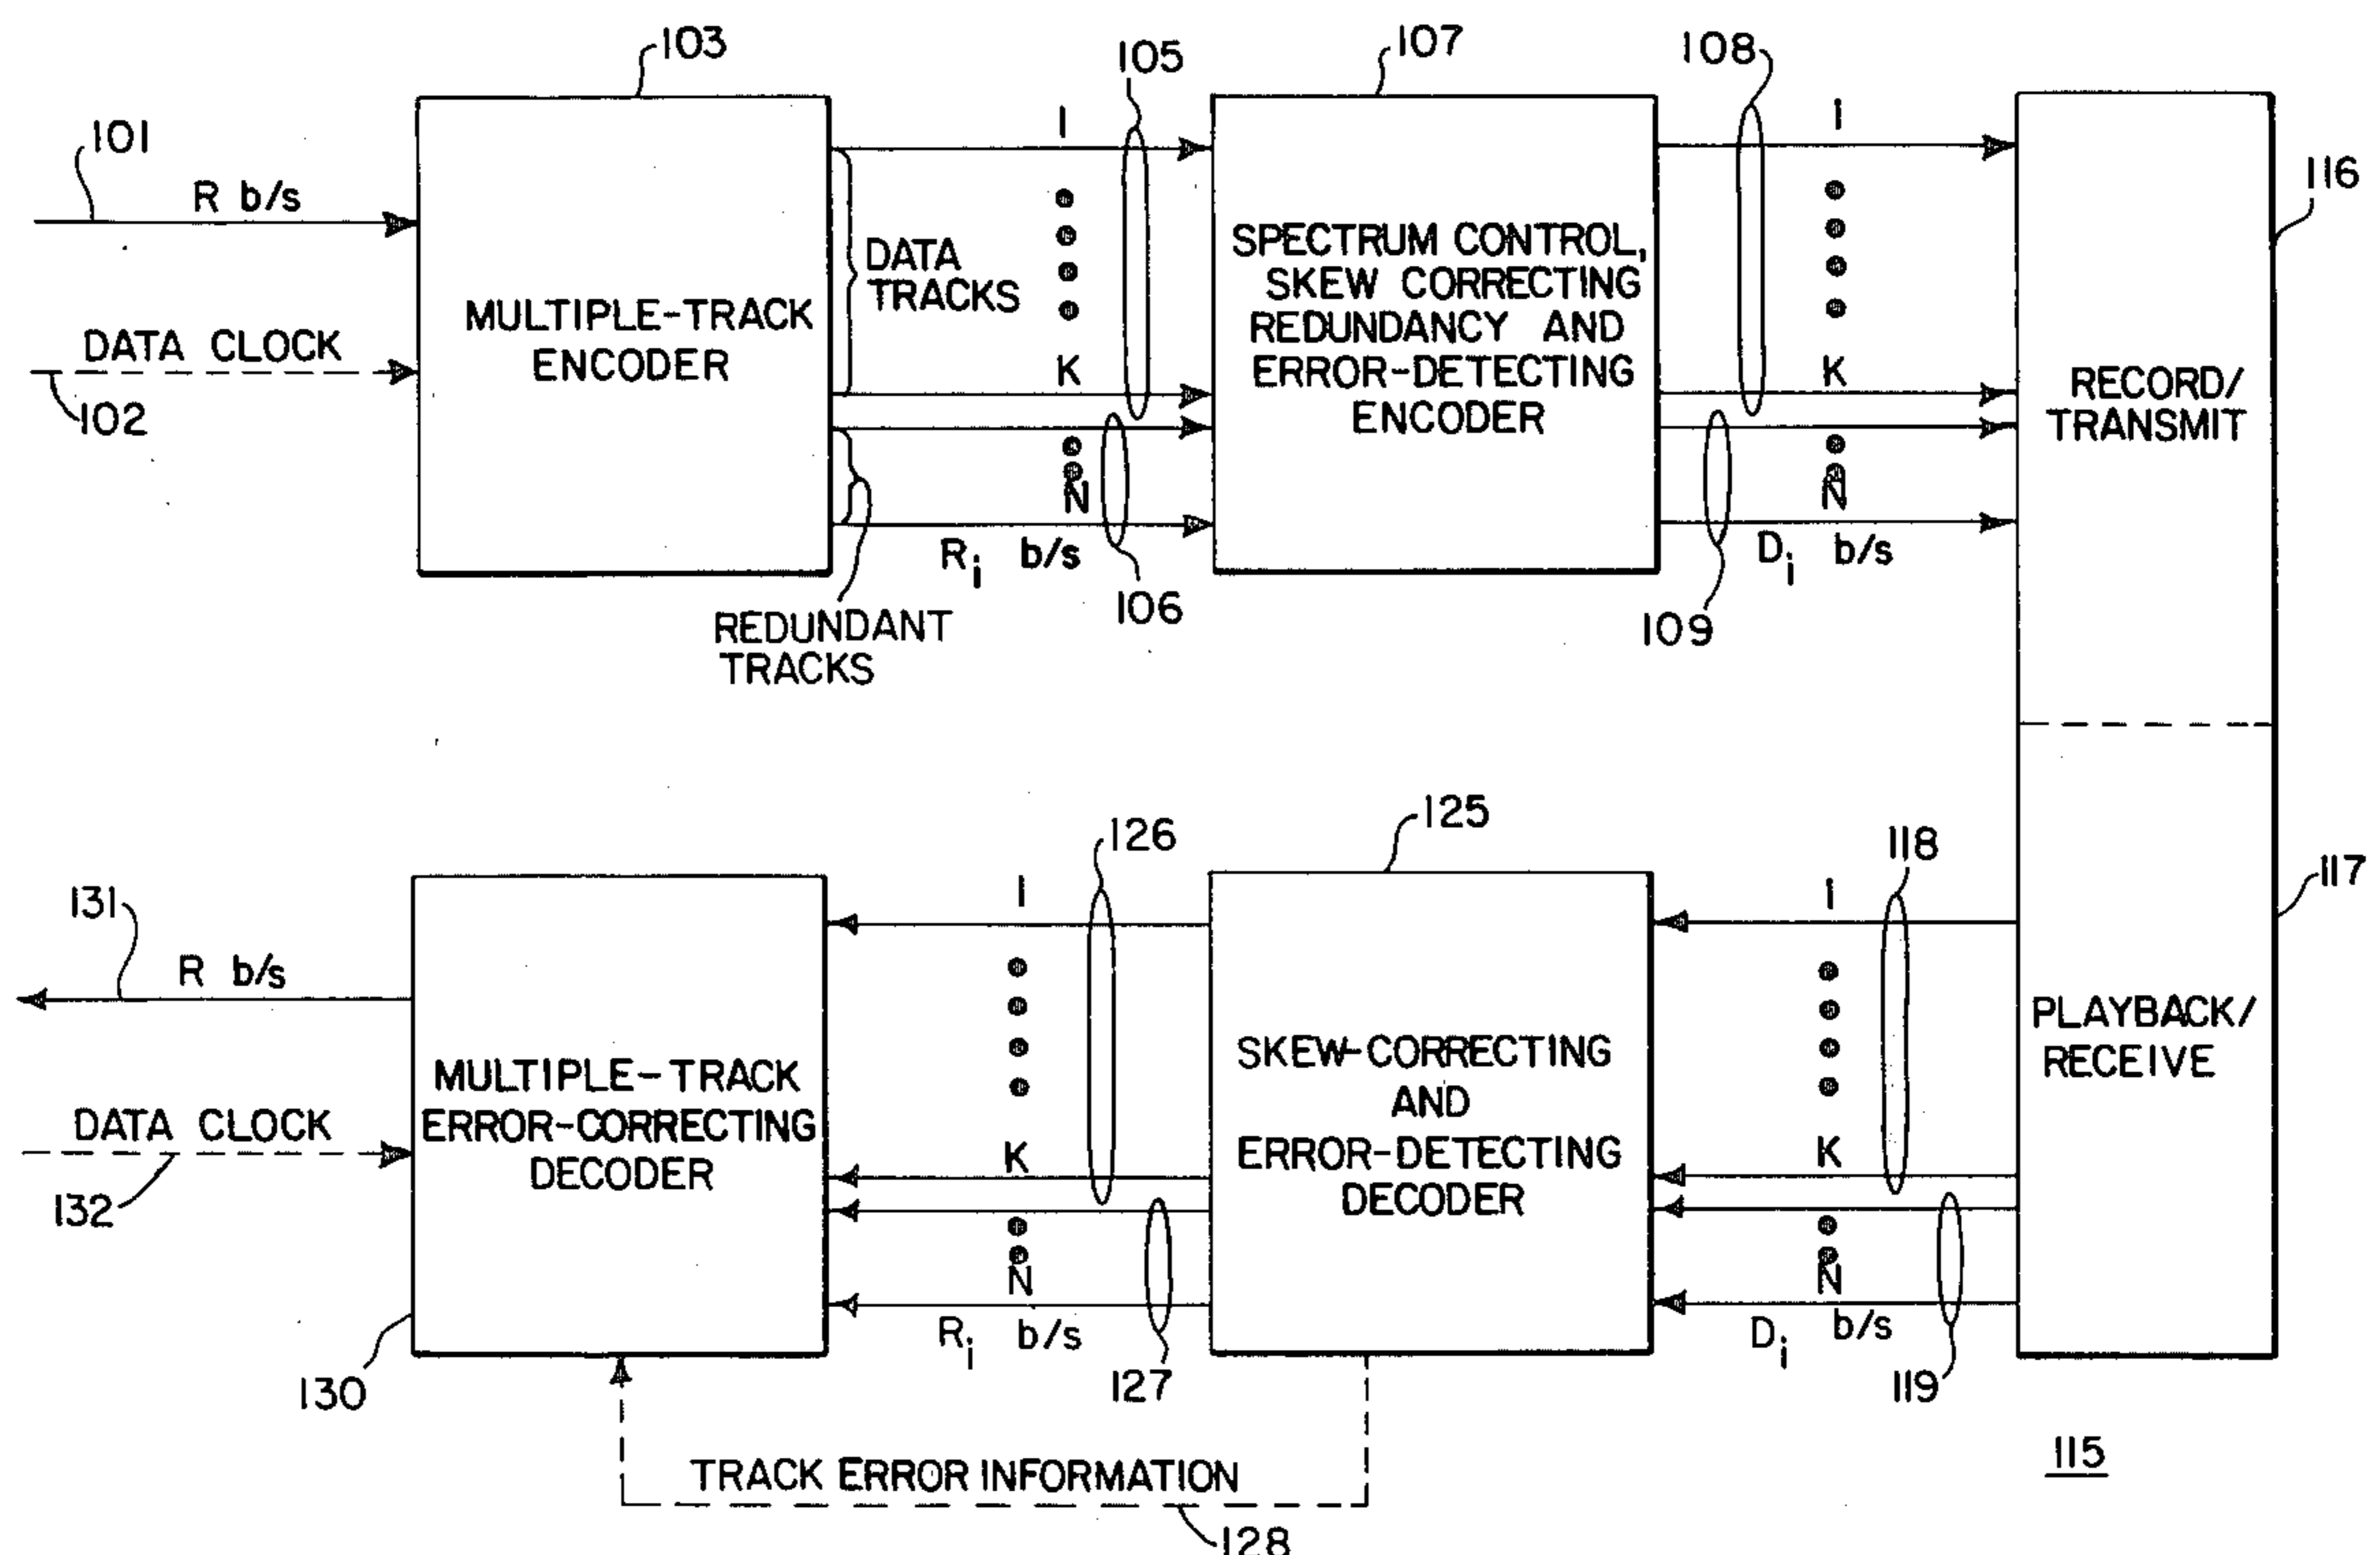 103
105
107
108
101
R b/s
1
1
116
DATA
TRACKS
SPECTRUM CONTROL,
SKEW CORRECTING
REDUNDANCY AND
ERROR-DETECTING
ENCODER
MULTIPLE-TRACK
ENCODER
DATA CLOCK
102
K
K
RECORD/
TRANSMIT
N
N
Ri b/s
Di b/s
106
109
REDUNDANT
TRACKS
125
126
118
117
131
R b/s
1
1
PLAYBACK/
RECEIVE
MULTIPLE-TRACK
ERROR-CORRECTING
DECODER
SKEW-CORRECTING
AND
ERROR-DETECTING
DECODER
DATA CLOCK
132
K
K
N
N
Ri b/s
Di b/s
130
127
119
115
TRACK ERROR INFORMATION
128